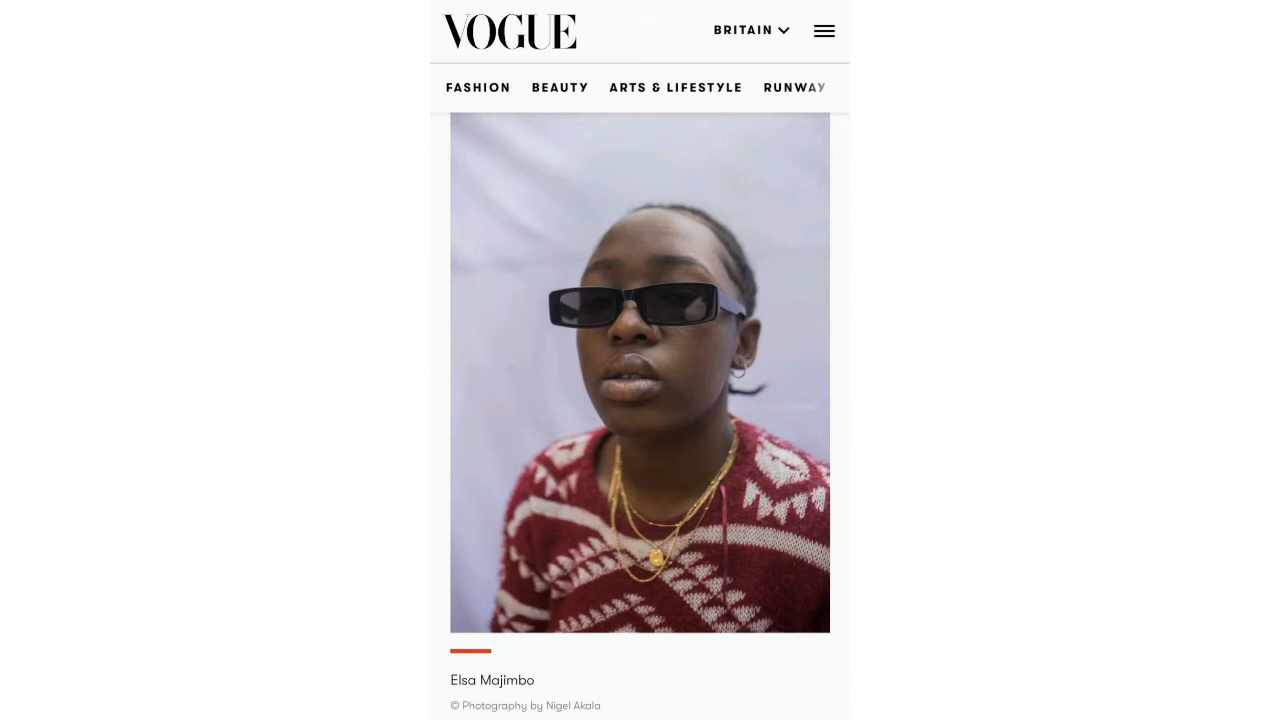 VOGUE
BRITAIN
FASHION BEAUTY ARTS & LIFESTYLE RUNWAY
Elsa Majimbo
© Photography by Nigel Akala